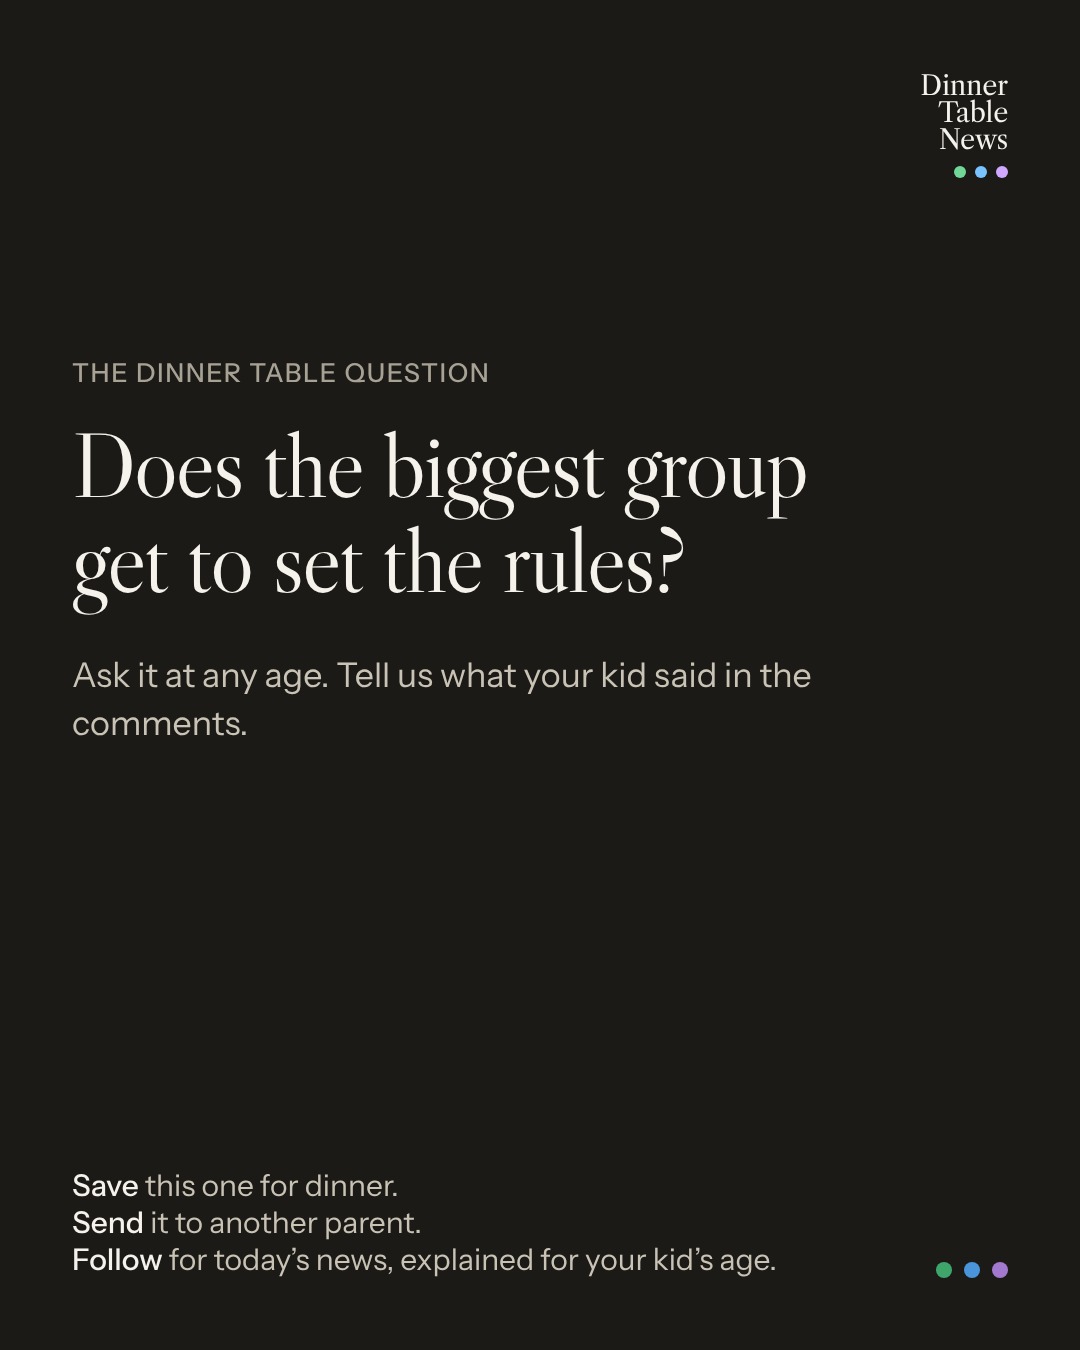 Dinner
Table
News
THE DINNER TABLE QUESTION
Does the biggest group
get to set the rules?
Ask it at any age. Tell us what your kid said in the
comments.
Save this one for dinner.
Send it to another parent.
Follow for today’s news, explained for your kid’s age.